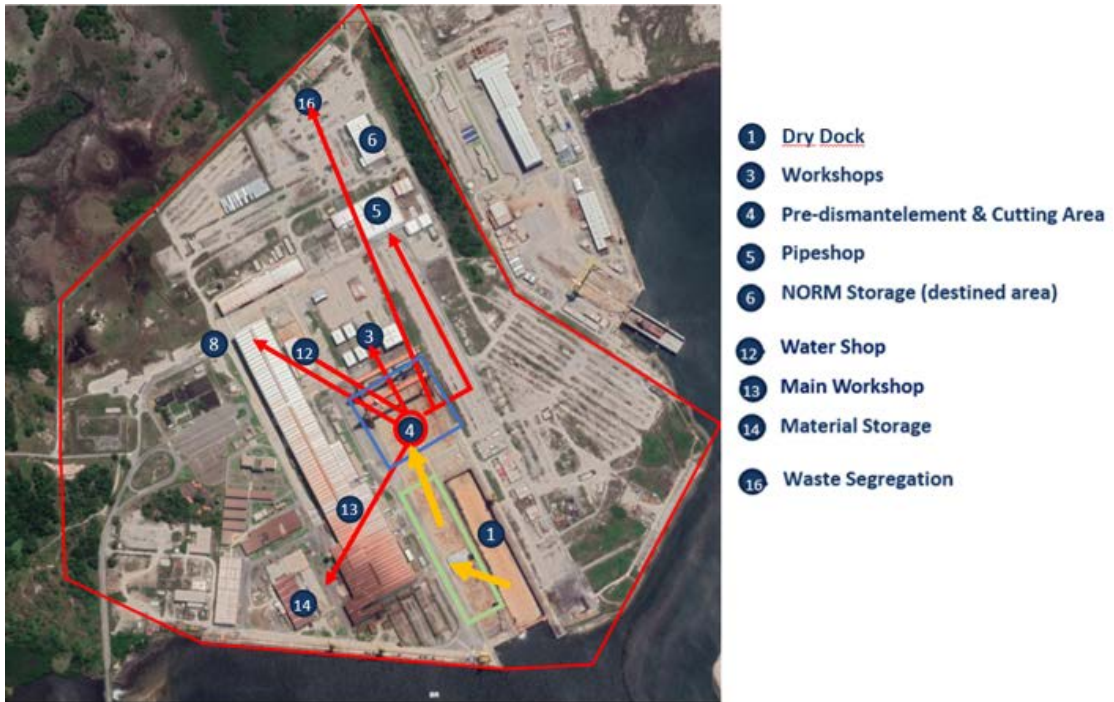 16
6
5
3
8
12
4
13
1
14
1 Dry Dock
3 Workshops
4 Pre-dismantelement & Cutting Area
5 Pipeshop
6 NORM Storage (destined area)
12 Water Shop
13 Main Workshop
14 Material Storage
16 Waste Segregation